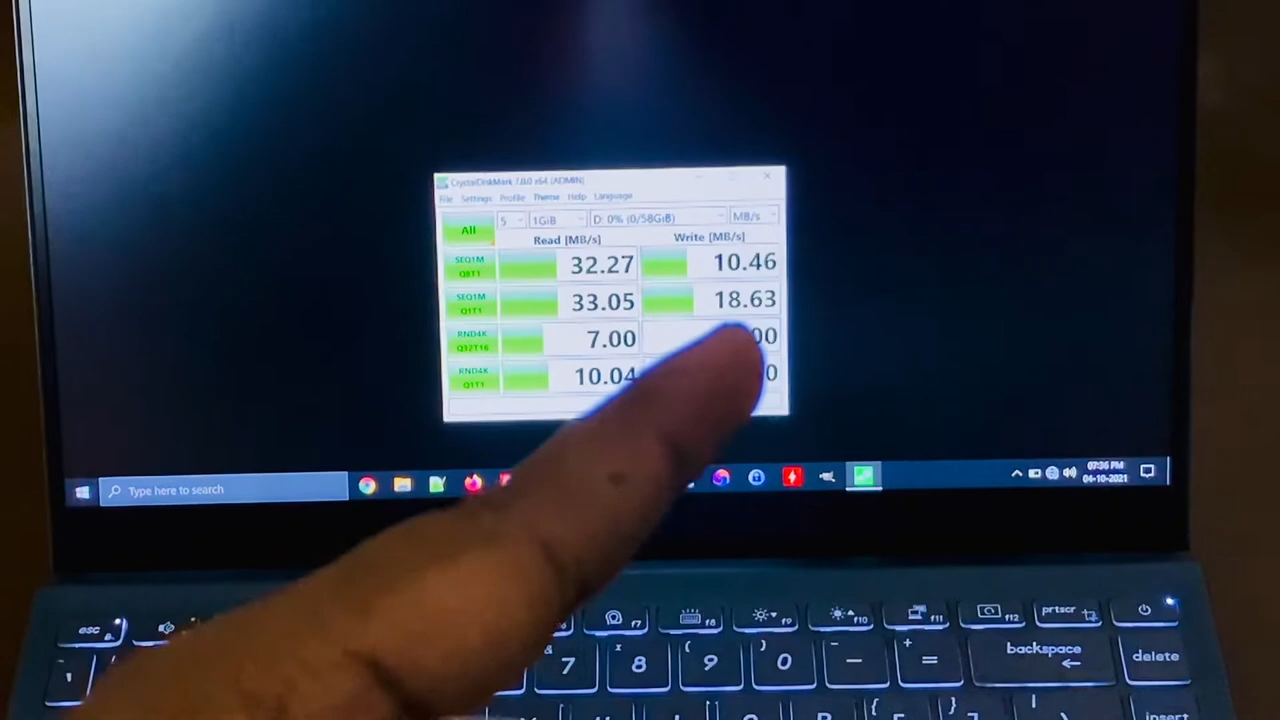 CrystalDiskMark 7.0.0 x64 [ADMIN]
File Settings Profile Theme Help Language
All 5 1GiB D: 0% (0/58GiB) MB/s
Read [MB/s] Write [MB/s]
SEQ1M Q8T1 32.27 10.46
SEQ1M Q1T1 33.05 18.63
RND4K Q32T16 7.00 00
RND4K Q1T1 10.04 0
Type here to search
07:36 PM
04-10-2021
esc f7 f8 f9 f10 f11 f12 prtscr
& 7 * 8 ( 9 ) 0 - + = backspace delete
{ } insert